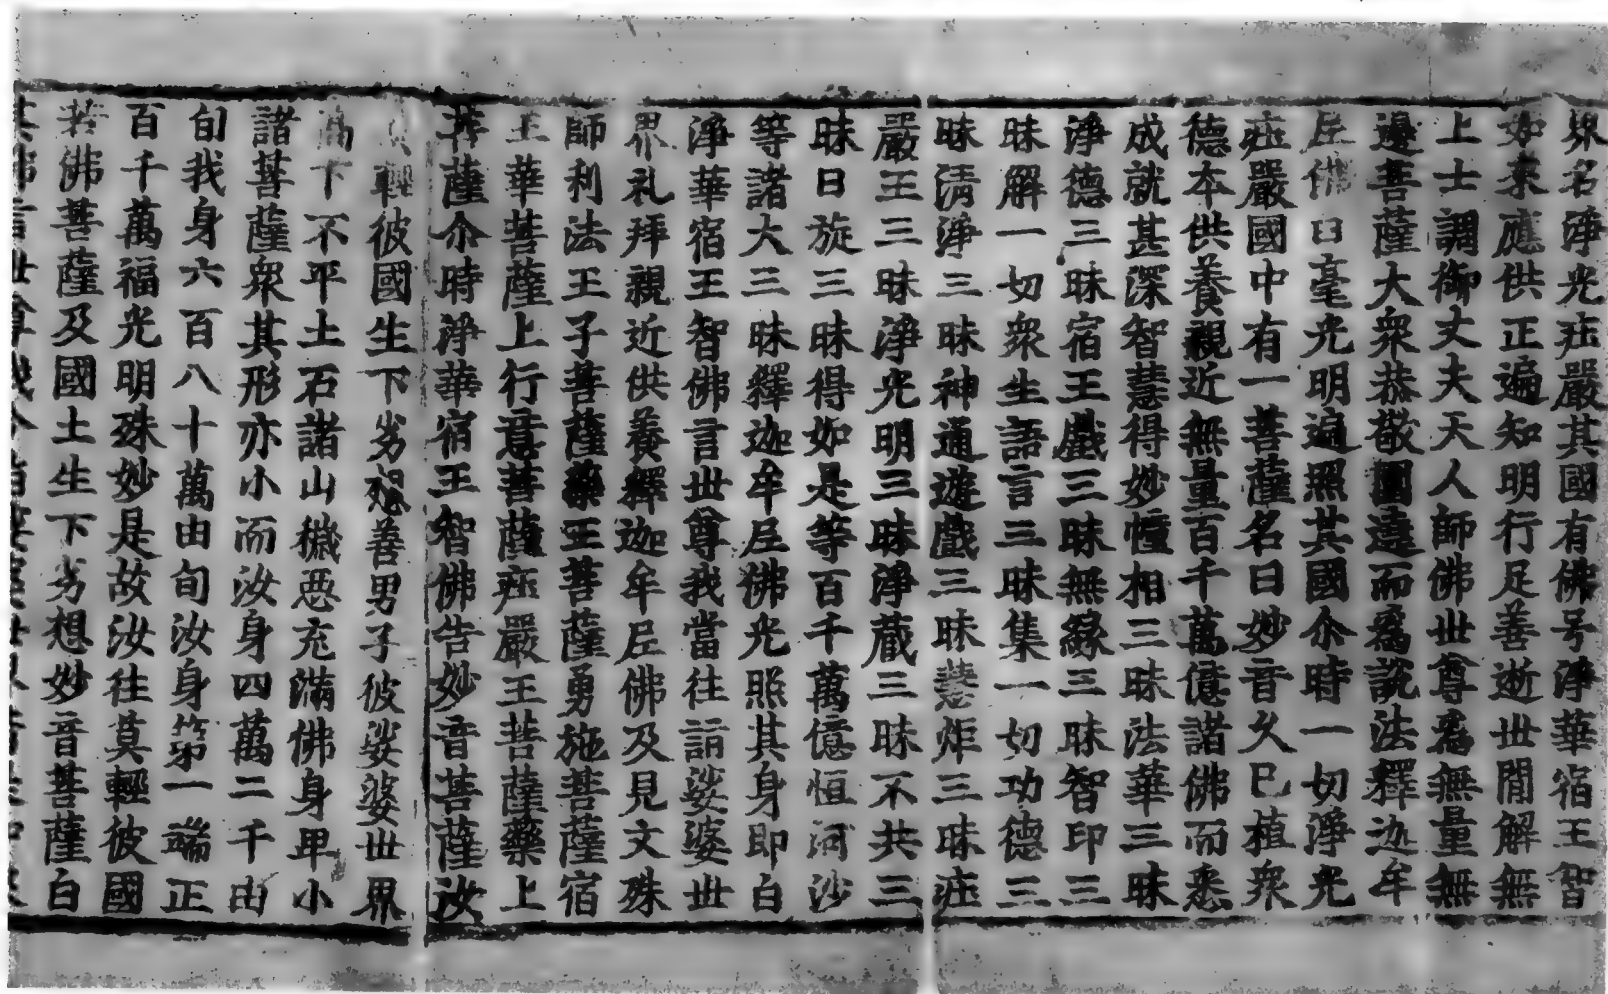 界名淨光莊嚴其國有佛号淨華宿王智
如来應供正遍知明行足善逝世閒解無
上士調御丈夫天人師佛世尊爲無量無
邊菩薩大衆恭敬圍遶而爲說法釋迦牟
尼佛白毫光明遍照其國尒時一切淨光
莊嚴國中有一菩薩名曰妙音久已植衆
德本供養親近無量百千萬億諸佛而悉
成就甚深智慧得妙幢相三昧法華三昧
淨德三昧宿王戲三昧無緣三昧智印三
昧解一切衆生語言三昧集一切功德三
昧清淨三昧神通遊戲三昧慧炬三昧莊
嚴王三昧淨光明三昧淨藏三昧不共三
昧日旋三昧得如是等百千萬億恒河沙
等諸大三昧釋迦牟尼佛光照其身即白
淨華宿王智佛言世尊我當往詣娑婆世
界礼拜親近供養釋迦牟尼佛及見文殊
師利法王子菩薩藥王菩薩勇施菩薩宿
王華菩薩上行意菩薩莊嚴王菩薩藥上
菩薩尒時淨華宿王智佛告妙音菩薩汝
輕彼國生下劣想善男子彼娑婆世界
高下不平土石諸山穢惡充滿佛身卑小
諸菩薩衆其形亦小而汝身四萬二千由
旬我身六百八十萬由旬汝身第一端正
百千萬福光明殊妙是故汝往莫輕彼國
若佛菩薩及國土生下劣想妙音菩薩白